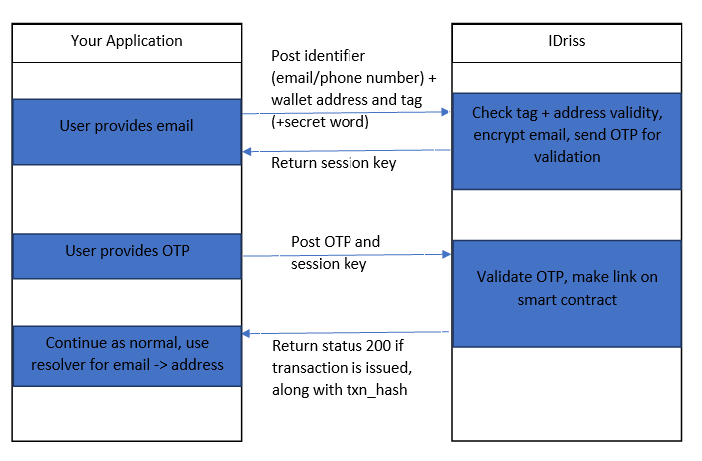 Your Application
IDriss
Post identifier
(email/phone number) +
wallet address and tag
(+secret word)
User provides email
Check tag + address validity,
encrypt email, send OTP for
validation
Return session key
User provides OTP
Post OTP and
session key
Validate OTP, make link on
smart contract
Continue as normal, use
resolver for email -> address
Return status 200 if
transaction is issued,
along with txn_hash